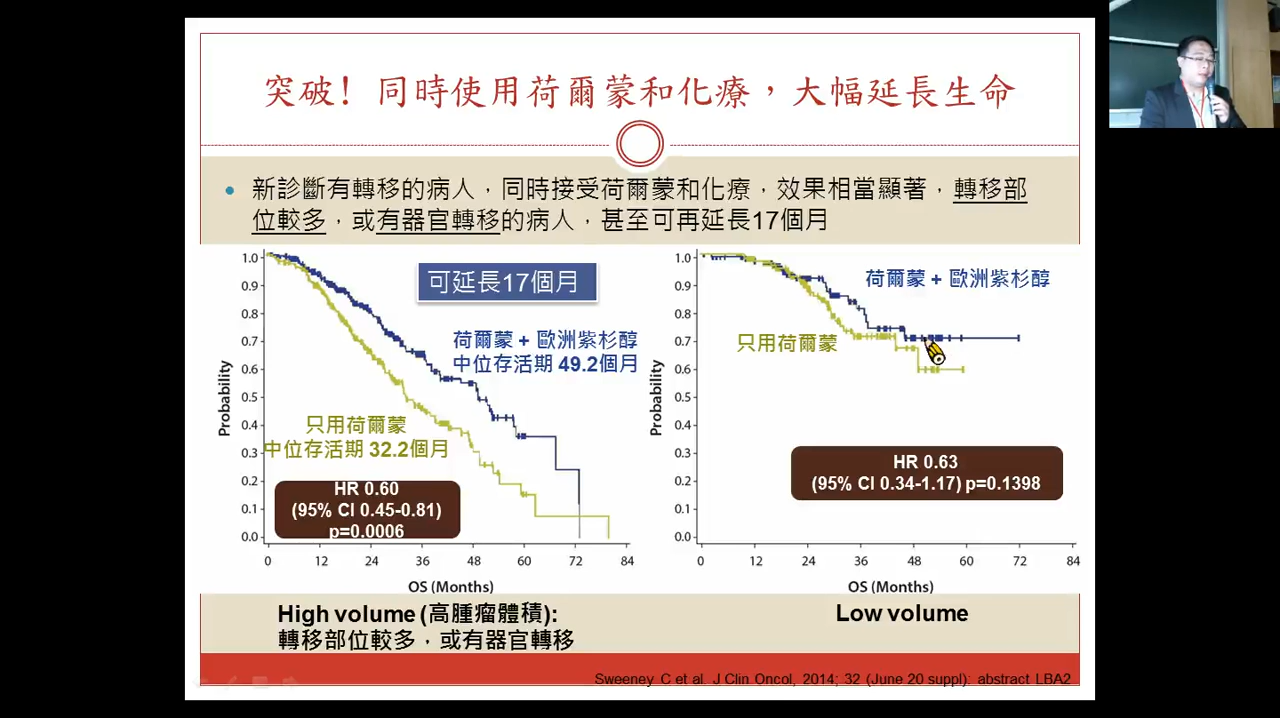 突破! 同時使用荷爾蒙和化療，大幅延長生命
• 新診斷有轉移的病人，同時接受荷爾蒙和化療，效果相當顯著，轉移部
位較多，或有器官轉移的病人，甚至可再延長17個月
可延長17個月
荷爾蒙 + 歐洲紫杉醇
中位存活期 49.2個月
只用荷爾蒙
中位存活期 32.2個月
HR 0.60
(95% CI 0.45-0.81)
p=0.0006
Probability
1.0
0.9
0.8
0.7
0.6
0.5
0.4
0.3
0.2
0.1
0.0
0 12 24 36 48 60 72 84
OS (Months)
High volume (高腫瘤體積):
轉移部位較多，或有器官轉移
荷爾蒙 + 歐洲紫杉醇
只用荷爾蒙
HR 0.63
(95% CI 0.34-1.17) p=0.1398
Probability
1.0
0.9
0.8
0.7
0.6
0.5
0.4
0.3
0.2
0.1
0.0
0 12 24 36 48 60 72 84
OS (Months)
Low volume
Sweeney C et al. J Clin Oncol, 2014; 32 (June 20 suppl): abstract LBA2